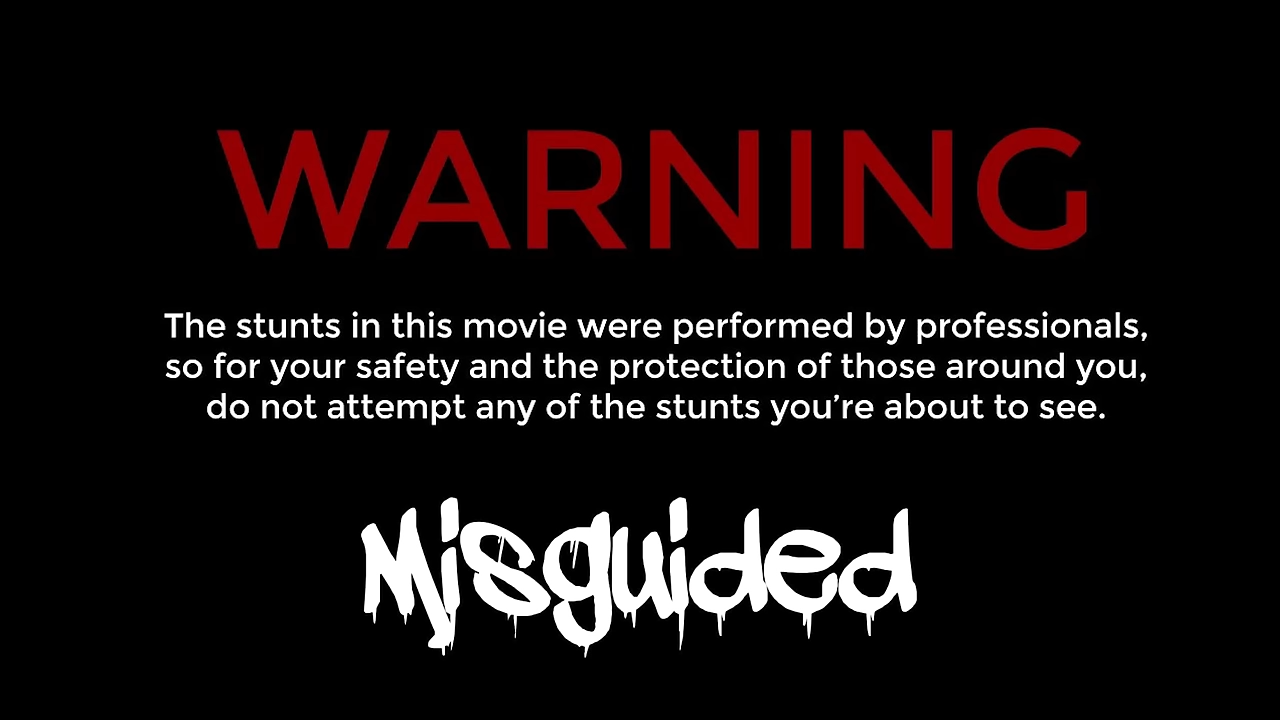 WARNING
The stunts in this movie were performed by professionals,
so for your safety and the protection of those around you,
do not attempt any of the stunts you’re about to see.
Misguided